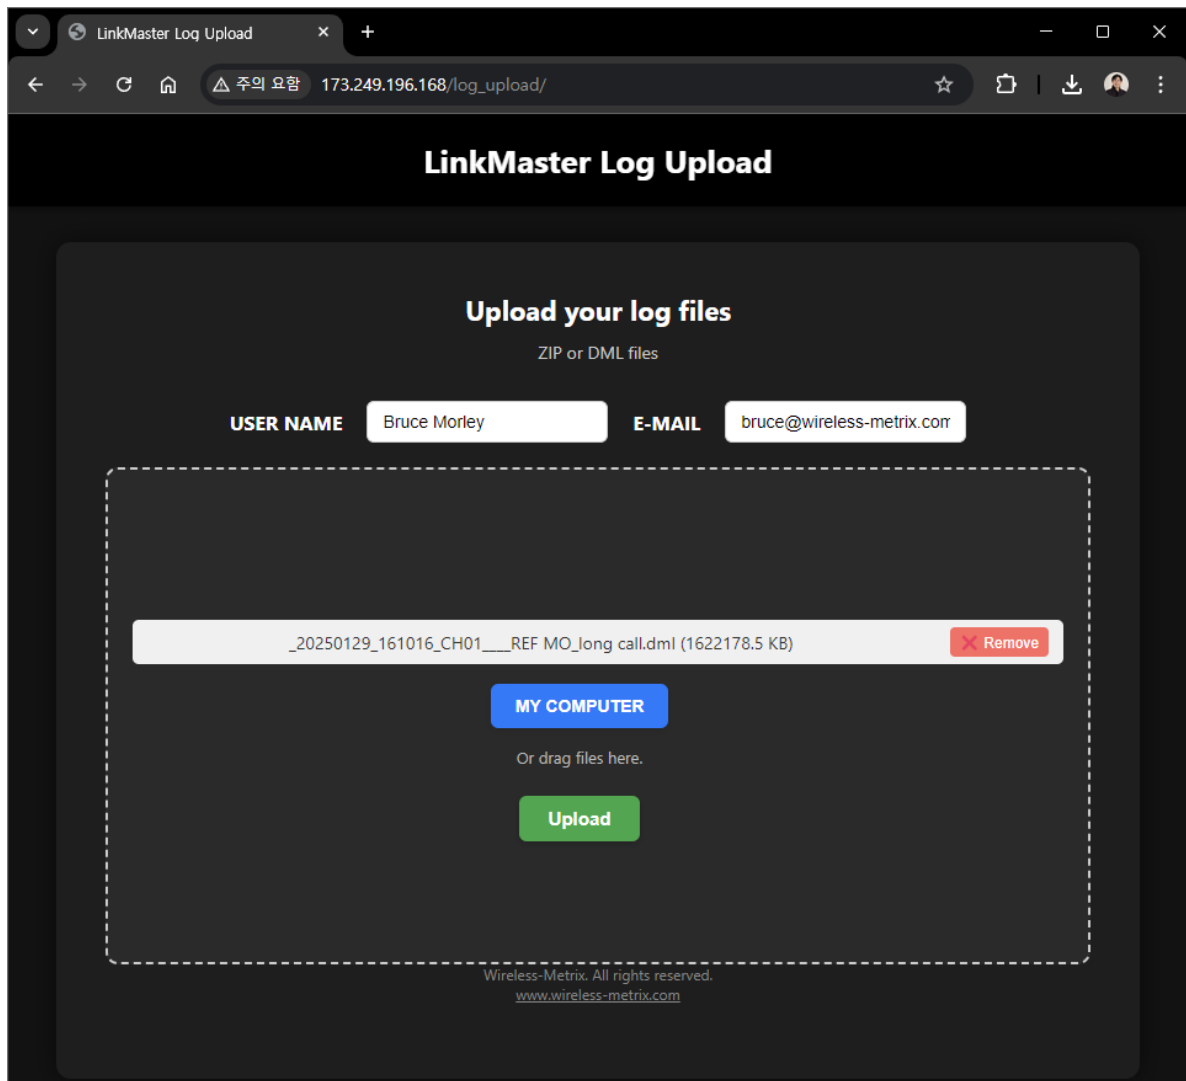 LinkMaster Log Upload
주의 요함 173.249.196.168/log_upload/
LinkMaster Log Upload
Upload your log files
ZIP or DML files
USER NAME Bruce Morley E-MAIL bruce@wireless-metrix.com
_20250129_161016_CH01____REF MO_long call.dml (1622178.5 KB) Remove
MY COMPUTER
Or drag files here.
Upload
Wireless-Metrix. All rights reserved.
www.wireless-metrix.com